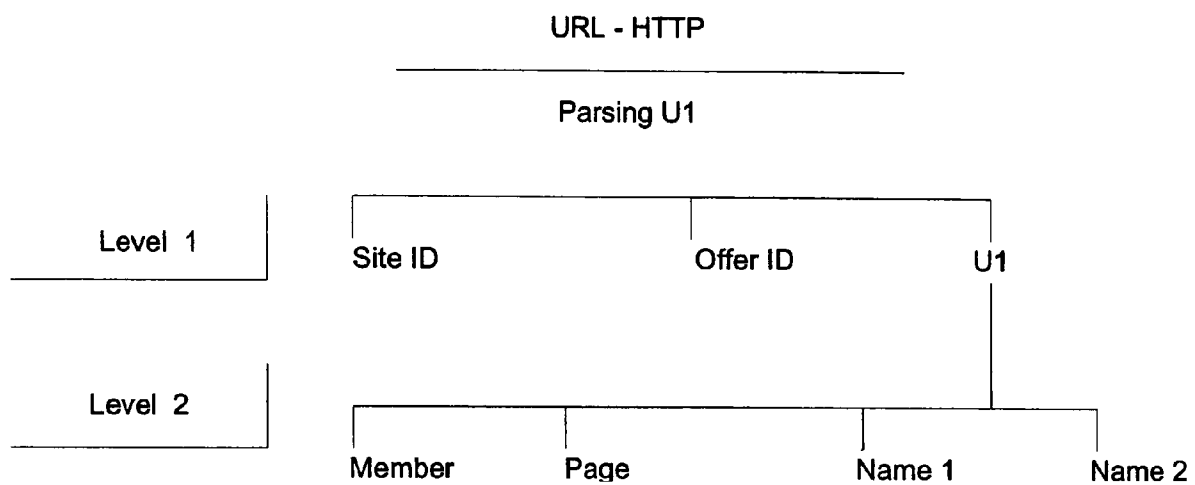 URL - HTTP
Parsing U1
Level 1
Site ID
Offer ID
U1
Level 2
Member
Page
Name 1
Name 2